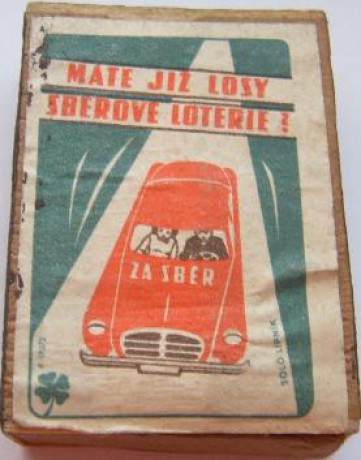 MÁTE JIŽ LOSY
SBĚROVÉ LOTERIE?
ZA SBĚR
SOLO LIPNÍK